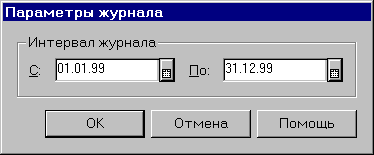 Параметры журнала
Интервал журнала
С: 01.01.99 По: 31.12.99
OK Отмена Помощь